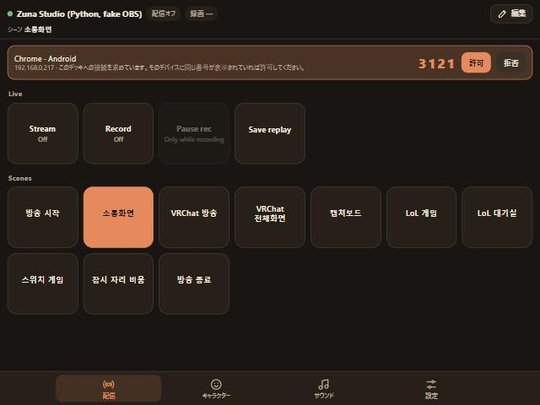 Zuna Studio (Python, fake OBS) 配信オフ 録画 — 編集
シーン 소통화면
Chrome · Android
192.168.0.217 · このデッキへの接続を求めています。そのデバイスに同じ番号が表示されていれば許可してください。
3121 許可 拒否
Live
Stream
Off
Record
Off
Pause rec
Only while recording
Save replay
Scenes
방송 시작
소통화면
VRChat 방송
VRChat
전체화면
캡쳐보드
LoL 게임
LoL 대기실
스위치 게임
잠시 자리 비움
방송 종료
配信
キャラクター
サウンド
設定